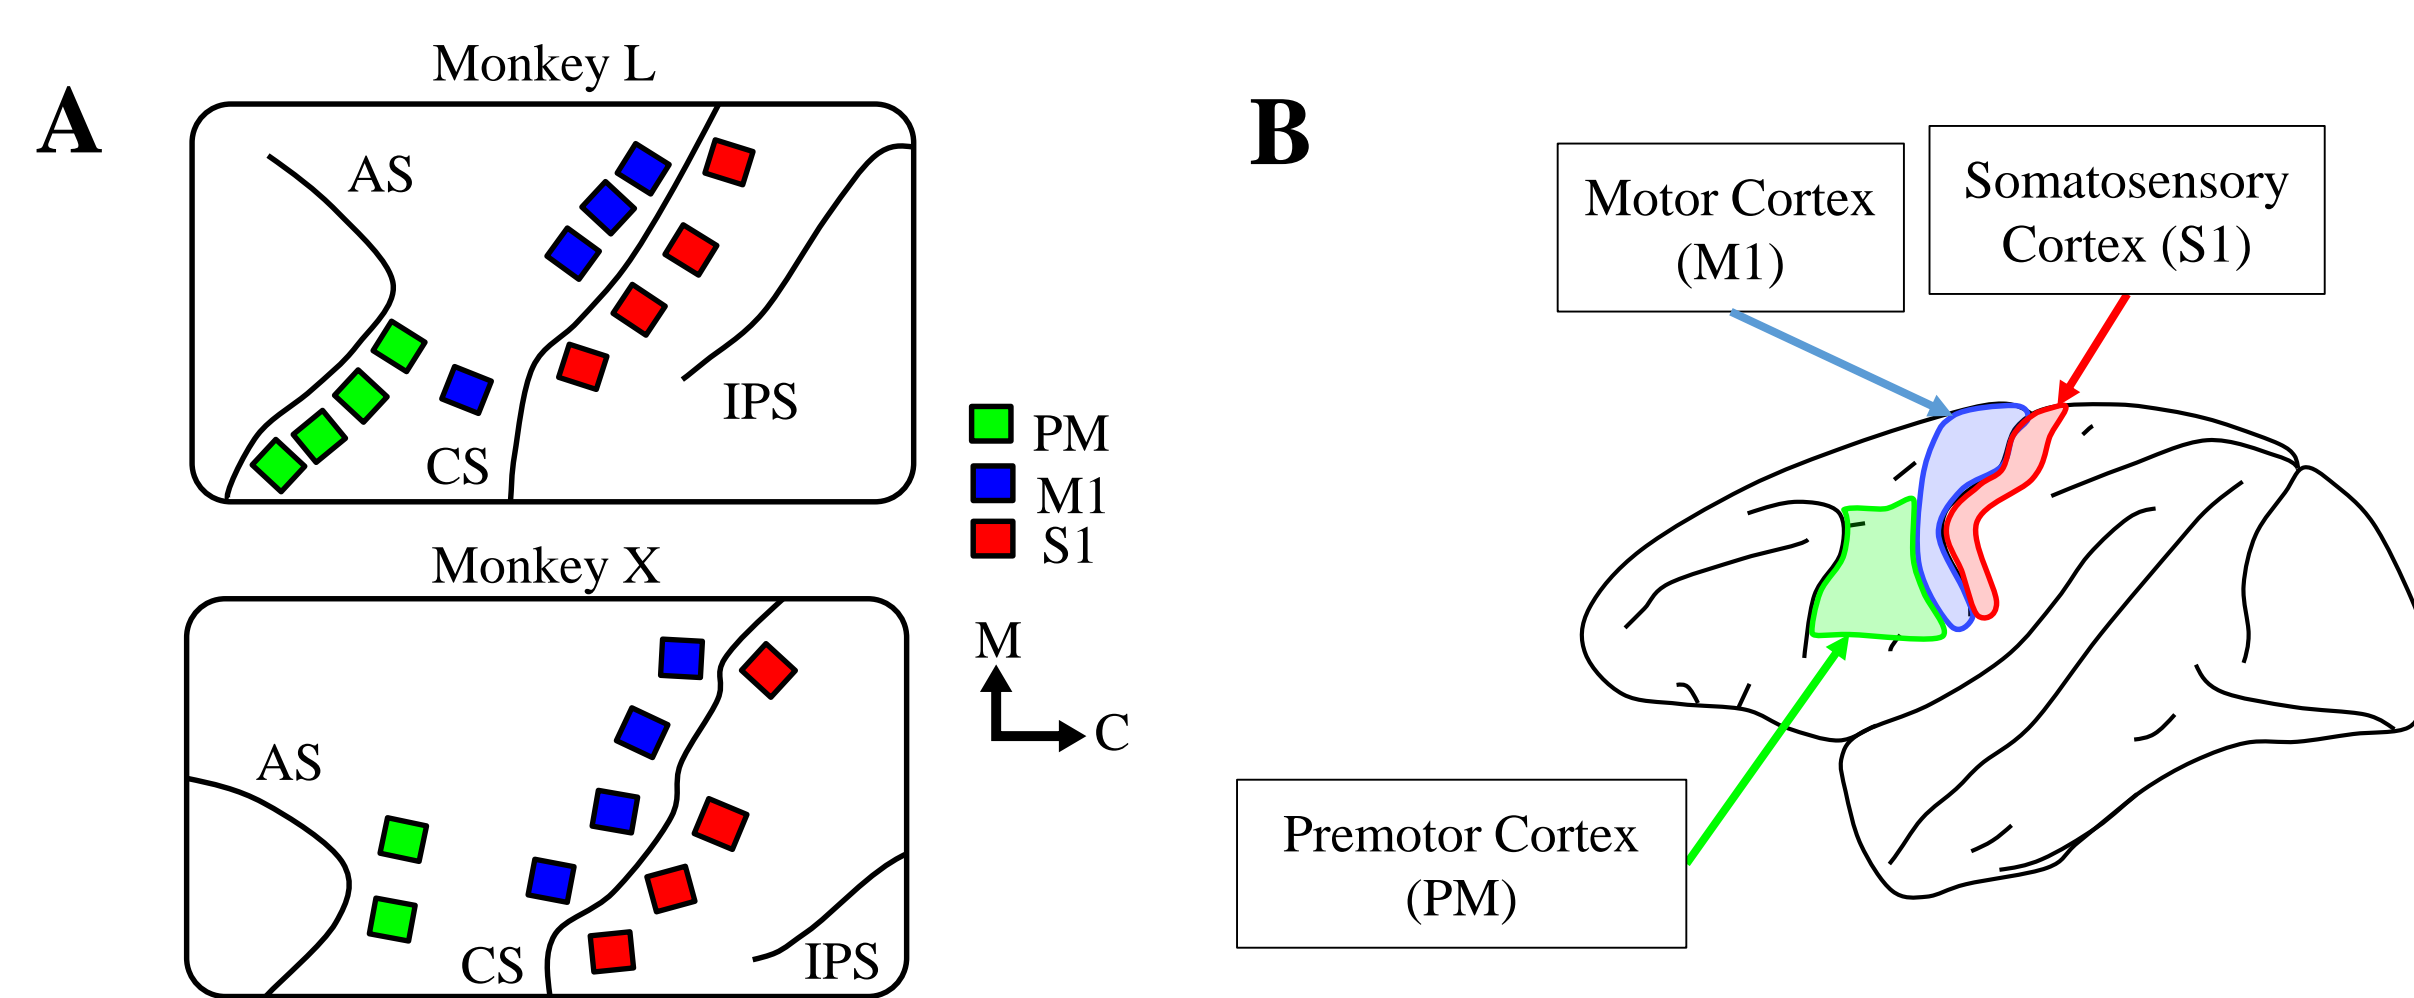 A
Monkey L
AS
CS
IPS
PM
M1
S1
Monkey X
AS
CS
IPS
M
C
B
Motor Cortex
(M1)
Somatosensory
Cortex (S1)
Premotor Cortex
(PM)